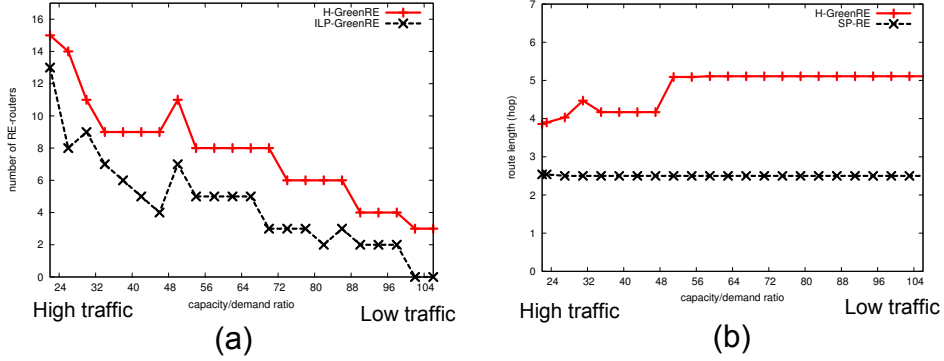 H-GreenRE
ILP-GreenRE
number of RE-routers
16
14
12
10
8
6
4
2
0
24 32 40 48 56 64 72 80 88 96 104
capacity/demand ratio
High traffic
Low traffic
(a)
H-GreenRE
SP-RE
route length (hop)
7
6
5
4
3
2
1
0
24 32 40 48 56 64 72 80 88 96 104
capacity/demand ratio
High traffic
Low traffic
(b)